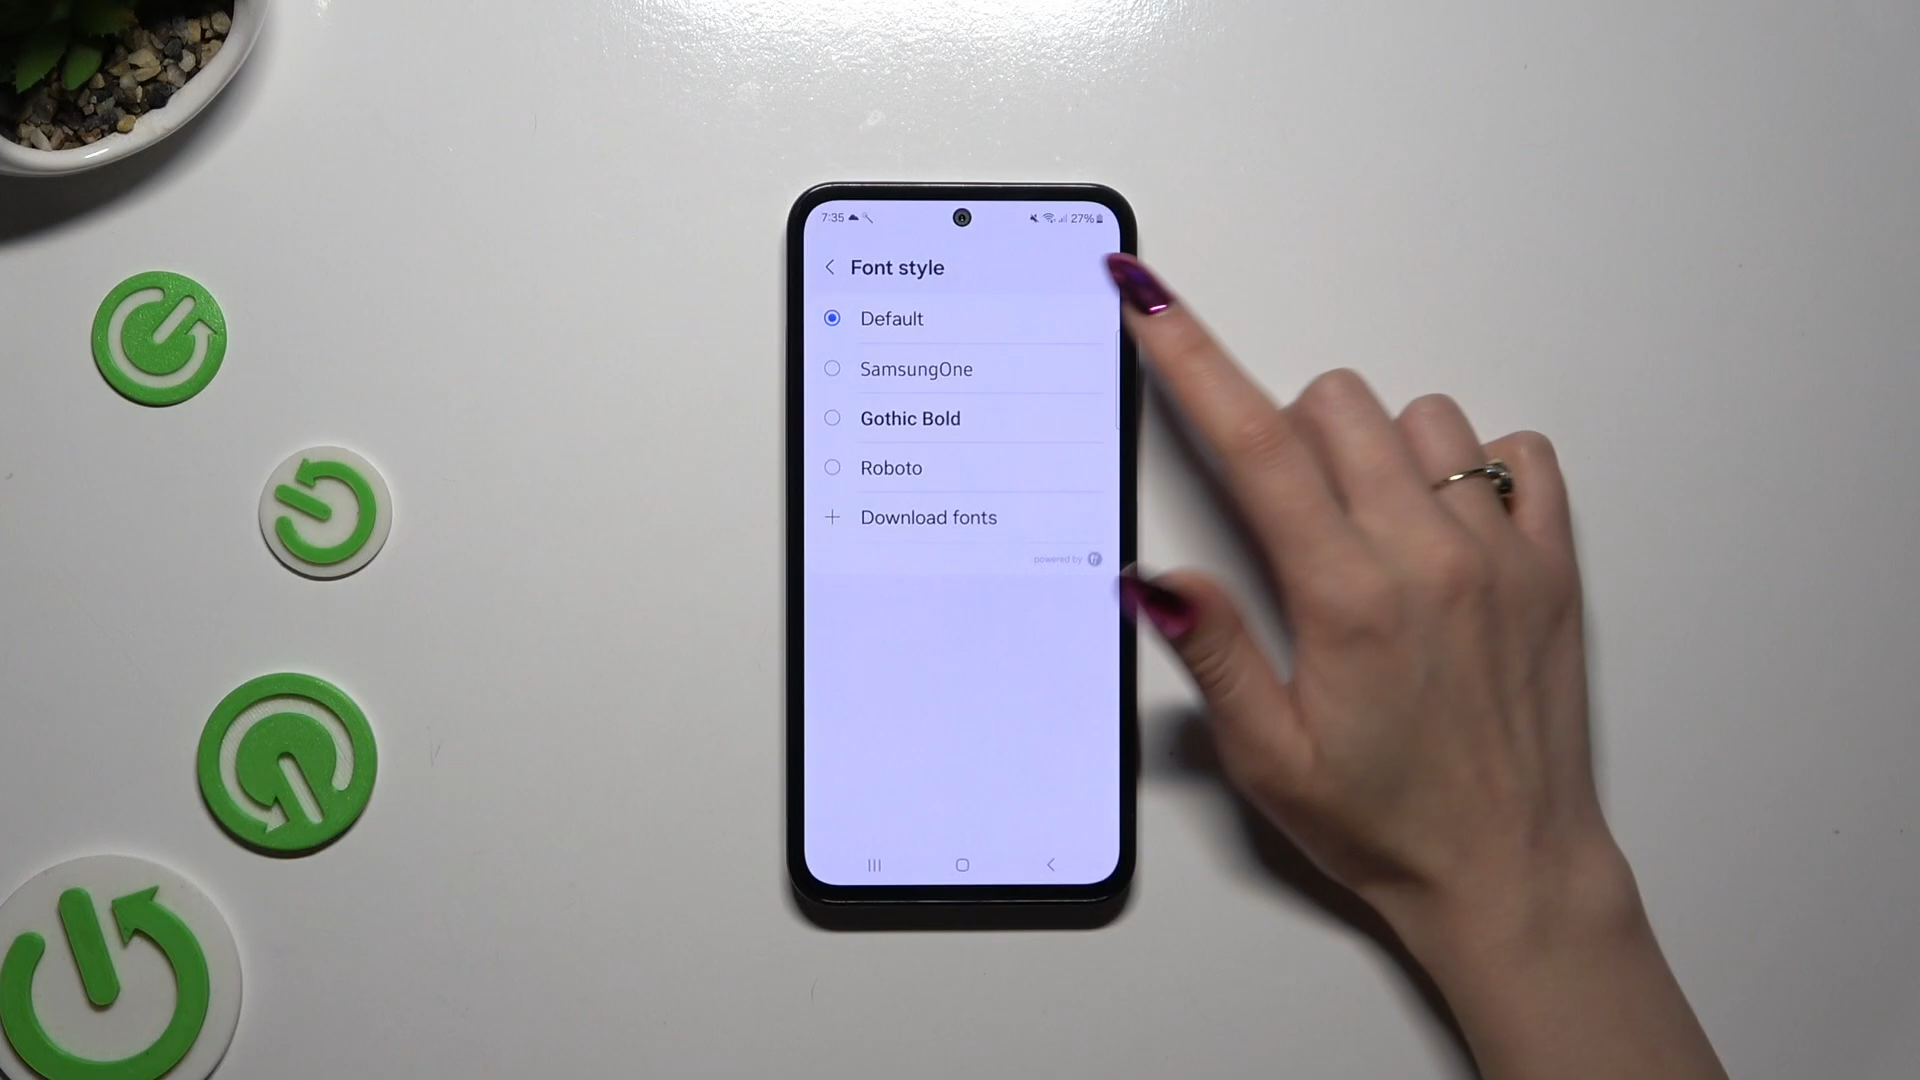 7:35 27%
Font style
Default
SamsungOne
Gothic Bold
Roboto
Download fonts
powered by